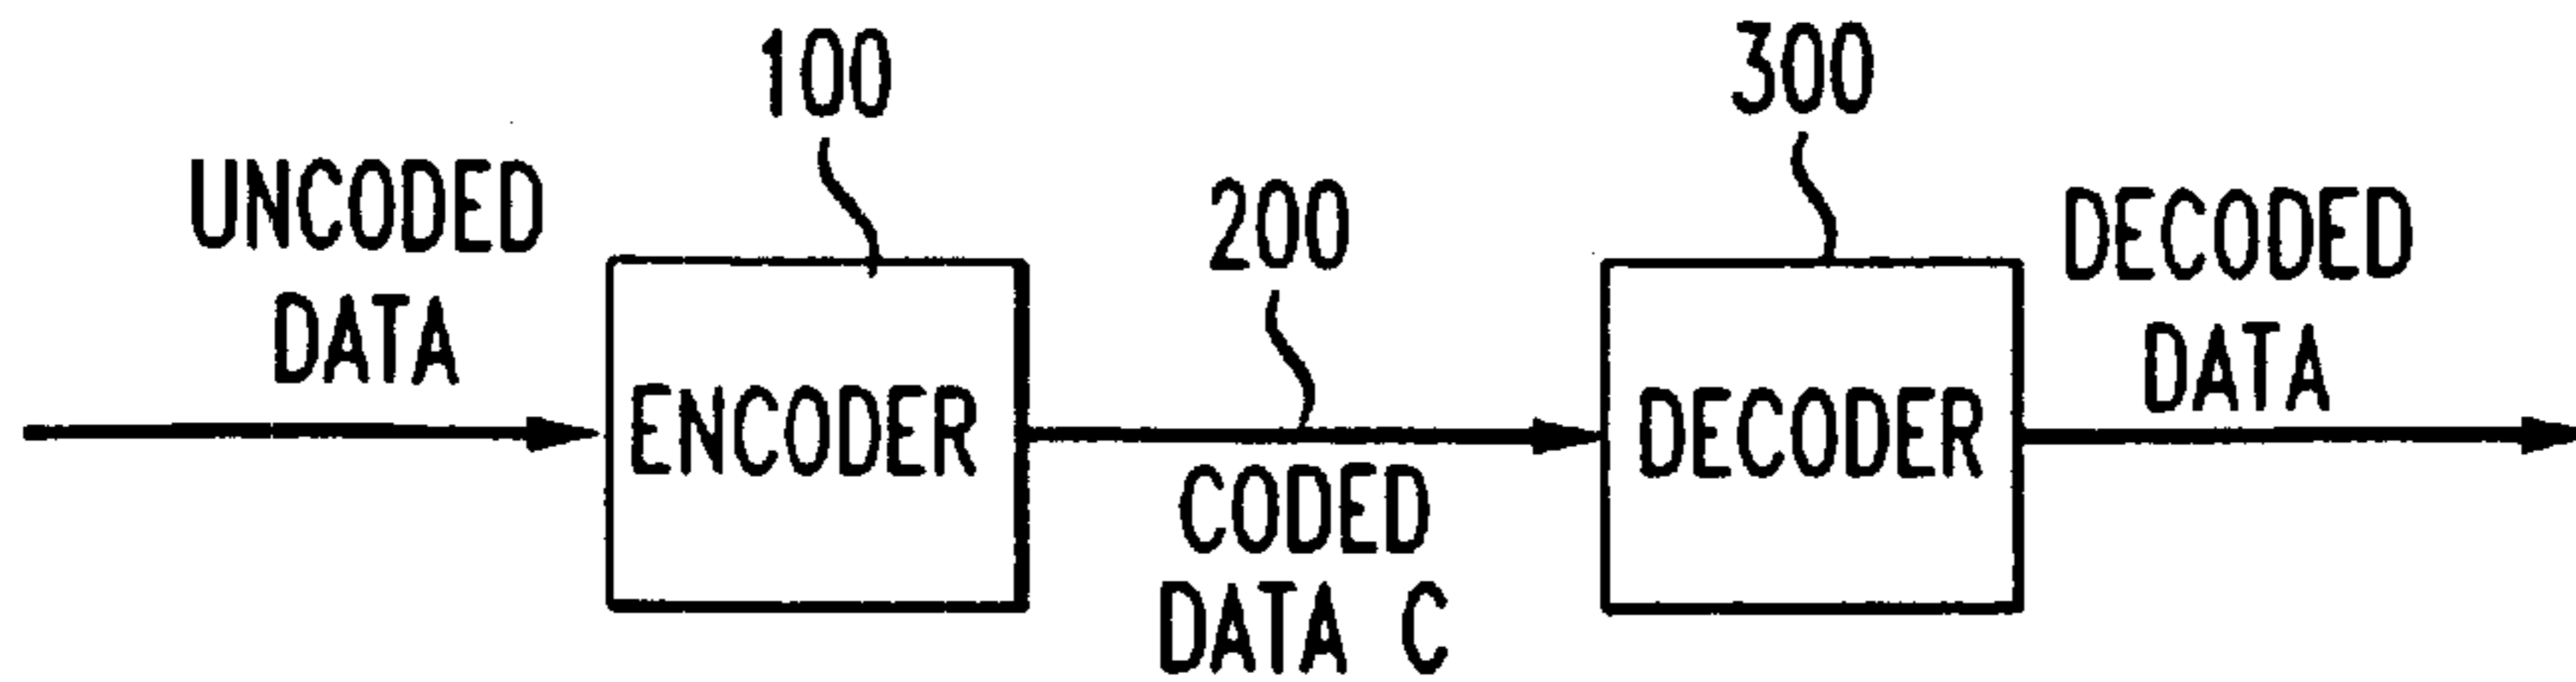 100
300
UNCODED
DATA
200
DECODED
DATA
ENCODER
DECODER
CODED
DATA C